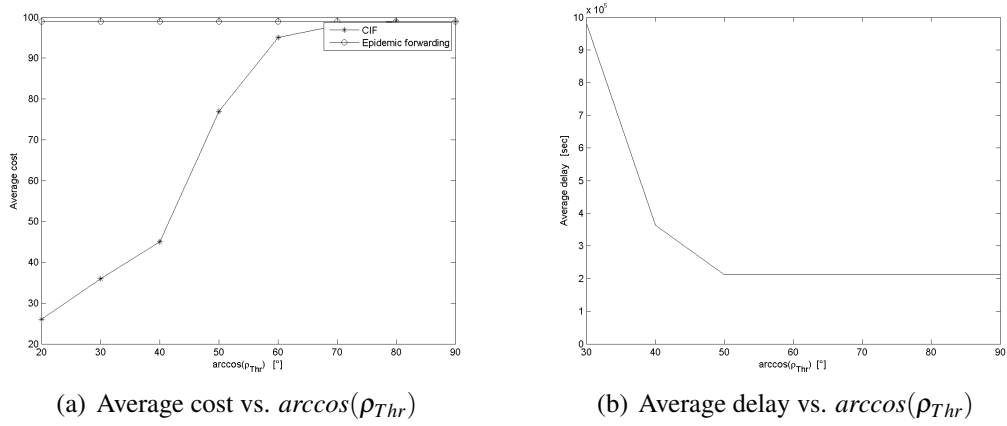 100
90
80
70
60
50
40
30
20
Average cost
20 30 40 50 60 70 80 90
arccos(ρThr) [°]
CIF
Epidemic forwarding
(a) Average cost vs. arccos(ρThr)
x 10^5
10
9
8
7
6
5
4
3
2
1
0
Average delay [sec]
30 40 50 60 70 80 90
arccos(ρThr) [°]
(b) Average delay vs. arccos(ρThr)